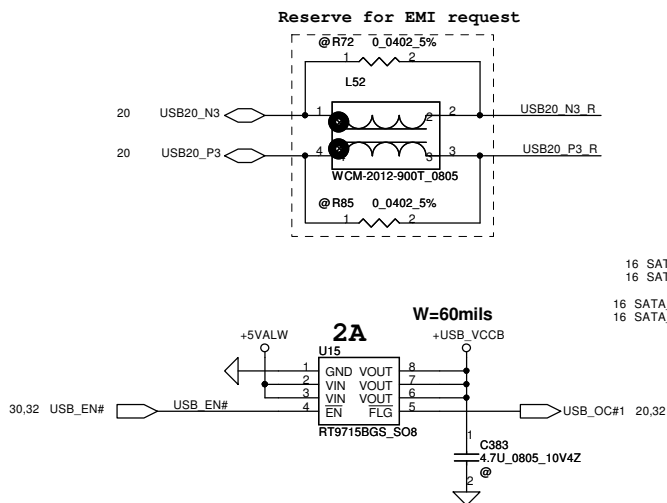 Reserve for EMI request
@ R72 0_0402_5%
1 2
L52
20 USB20_N3 1 2 2 USB20_N3_R
20 USB20_P3 4 3 3 USB20_P3_R
WCM-2012-900T_0805
@ R85 0_0402_5%
1 2
16 SAT
16 SAT
16 SATA
16 SATA
W=60mils
+5VALW 2A +USB_VCCB
U15
1 GND VOUT 8
2 VIN VOUT 7
3 VIN VOUT 6
30,32 USB_EN# USB_EN# 4 EN FLG 5 USB_OC#1 20,32
RT9715BGS_SO8
1
C383
4.7U_0805_10V4Z
@
2